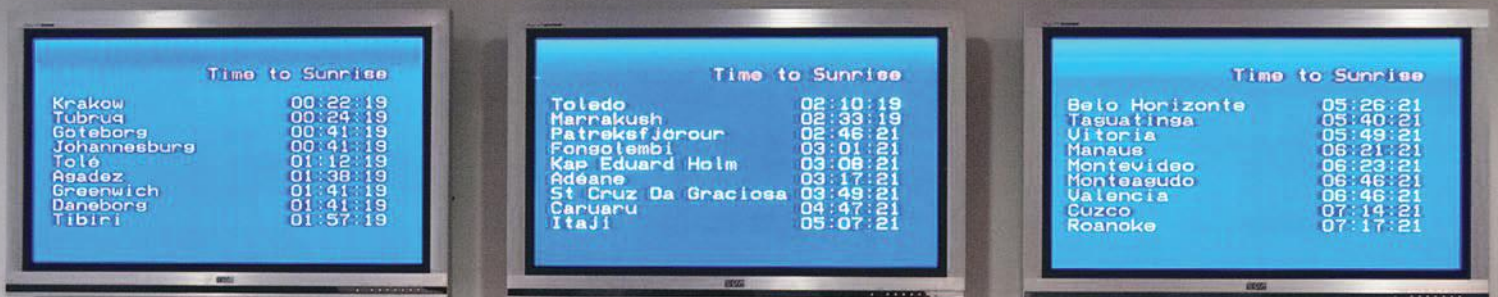 Time to Sunrise
Krakow 00:22:19
Tubruq 00:24:19
Göteborg 00:41:19
Johannesburg 00:41:19
Tolé 01:12:19
Agadez 01:38:19
Greenwich 01:41:19
Daneborg 01:41:19
Tibiri 01:57:19
Time to Sunrise
Toledo 02:10:19
Marrakush 02:33:19
Patreksfjörour 02:46:21
Fongolembi 03:01:21
Kap Eduard Holm 03:08:21
Adéane 03:17:21
St Cruz Da Graciosa 03:49:21
Caruaru 04:47:21
Itají 05:07:21
Time to Sunrise
Belo Horizonte 05:26:21
Taguatinga 05:40:21
Vitoria 05:49:21
Manaus 06:21:21
Montevideo 06:23:21
Monteagudo 06:46:21
Valencia 06:46:21
Cuzco 07:14:21
Roanoke 07:17:21